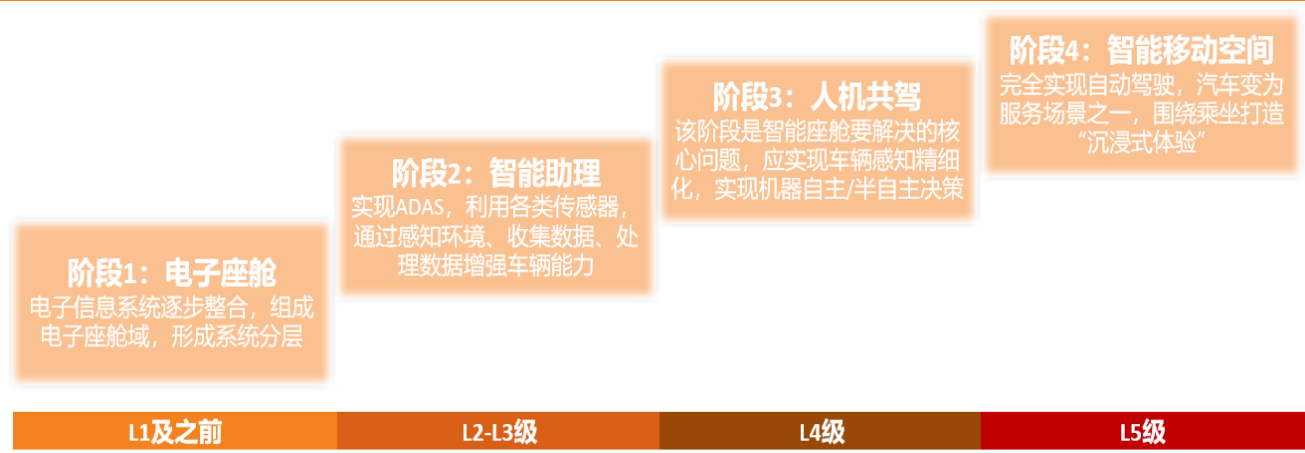 阶段1：电子座舱
电子信息系统逐步整合，组成
电子座舱域，形成系统分层
阶段2：智能助理
实现ADAS，利用各类传感器，
通过感知环境、收集数据、处
理数据增强车辆能力
阶段3：人机共驾
该阶段是智能座舱要解决的核
心问题，应实现车辆感知精细
化，实现机器自主/半自主决策
阶段4：智能移动空间
完全实现自动驾驶，汽车变为
服务场景之一，围绕乘坐打造
“沉浸式体验”
L1及之前
L2-L3级
L4级
L5级